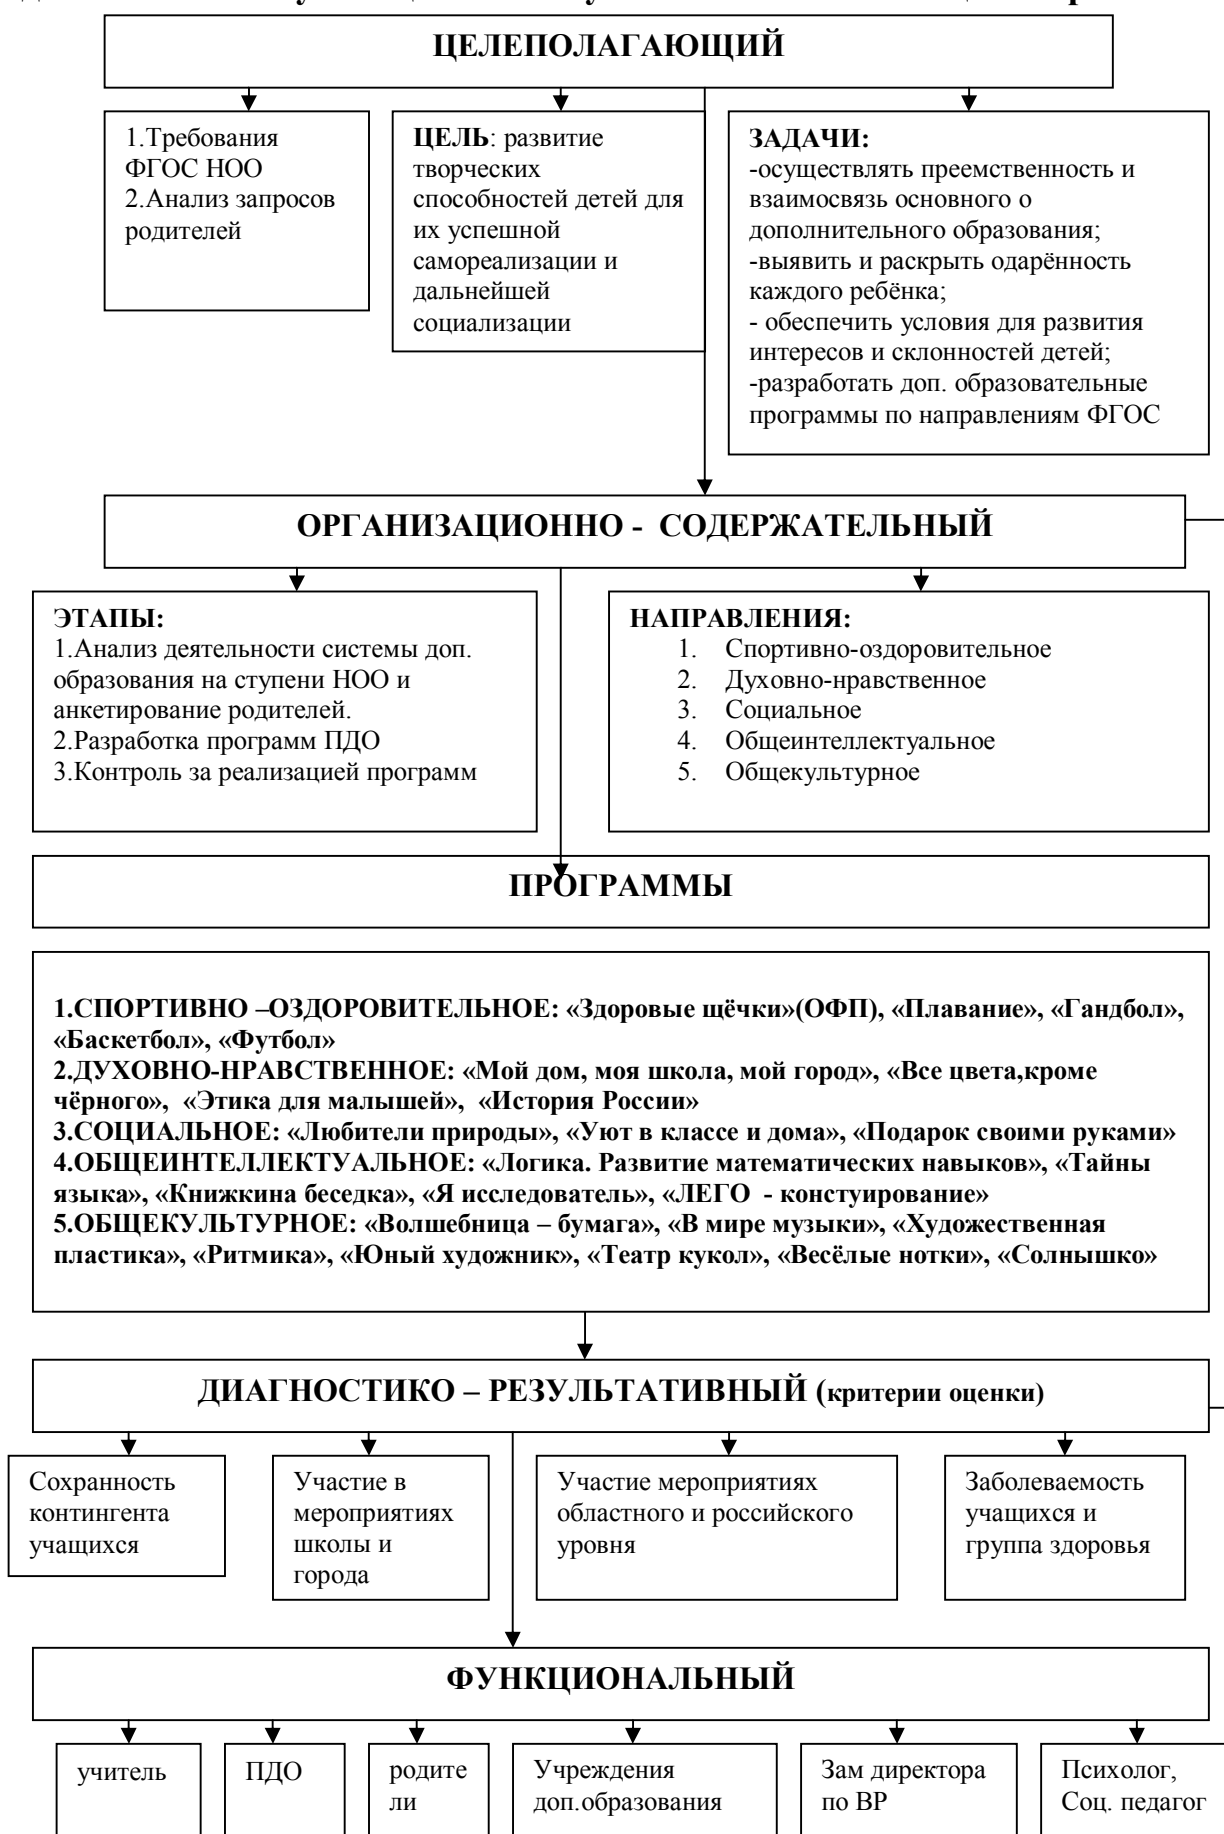 ЦЕЛЕПОЛАГАЮЩИЙ
1.Требования
ФГОС НОО
2.Анализ запросов
родителей
ЦЕЛЬ: развитие
творческих
способностей детей для
их успешной
самореализации и
дальнейшей
социализации
ЗАДАЧИ:
-осуществлять преемственность и
взаимосвязь основного о
дополнительного образования;
-выявить и раскрыть одарённость
каждого ребёнка;
- обеспечить условия для развития
интересов и склонностей детей;
-разработать доп. образовательные
программы по направлениям ФГОС
ОРГАНИЗАЦИОННО - СОДЕРЖАТЕЛЬНЫЙ
ЭТАПЫ:
1.Анализ деятельности системы доп.
образования на ступени НОО и
анкетирование родителей.
2.Разработка программ ПДО
3.Контроль за реализацией программ
НАПРАВЛЕНИЯ:
1. Спортивно-оздоровительное
2. Духовно-нравственное
3. Социальное
4. Общеинтеллектуальное
5. Общекультурное
ПРОГРАММЫ
1.СПОРТИВНО –ОЗДОРОВИТЕЛЬНОЕ: «Здоровые щёчки»(ОФП), «Плавание», «Гандбол»,
«Баскетбол», «Футбол»
2.ДУХОВНО-НРАВСТВЕННОЕ: «Мой дом, моя школа, мой город», «Все цвета,кроме
чёрного», «Этика для малышей», «История России»
3.СОЦИАЛЬНОЕ: «Любители природы», «Уют в классе и дома», «Подарок своими руками»
4.ОБЩЕИНТЕЛЛЕКТУАЛЬНОЕ: «Логика. Развитие математических навыков», «Тайны
языка», «Книжкина беседка», «Я исследователь», «ЛЕГО - констуирование»
5.ОБЩЕКУЛЬТУРНОЕ: «Волшебница – бумага», «В мире музыки», «Художественная
пластика», «Ритмика», «Юный художник», «Театр кукол», «Весёлые нотки», «Солнышко»
ДИАГНОСТИКО – РЕЗУЛЬТАТИВНЫЙ (критерии оценки)
Сохранность
контингента
учащихся
Участие в
мероприятиях
школы и
города
Участие мероприятиях
областного и российского
уровня
Заболеваемость
учащихся и
группа здоровья
ФУНКЦИОНАЛЬНЫЙ
учитель
ПДО
родите
ли
Учреждения
доп.образования
Зам директора
по ВР
Психолог,
Соц. педагог